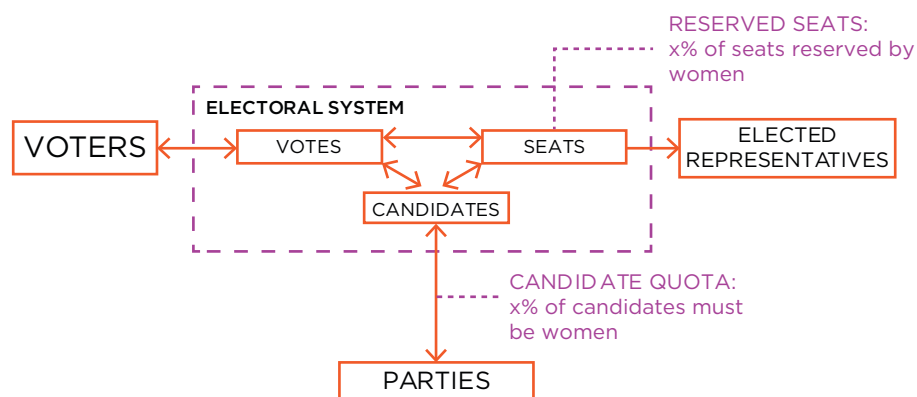 RESERVED SEATS:
x% of seats reserved by
women
ELECTORAL SYSTEM
VOTERS
VOTES
SEATS
ELECTED
REPRESENTATIVES
CANDIDATES
CANDIDATE QUOTA:
x% of candidates must
be women
PARTIES